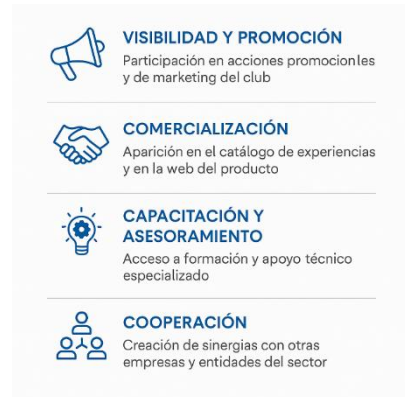 VISIBILIDAD Y PROMOCIÓN
Participación en acciones promocionles
y de marketing del club
COMERCIALIZACIÓN
Aparición en el catálogo de experiencias
y en la web del producto
CAPACITACIÓN Y
ASESORAMIENTO
Acceso a formación y apoyo técnico
especializado
COOPERACIÓN
Creación de sinergias con otras
empresas y entidades del sector